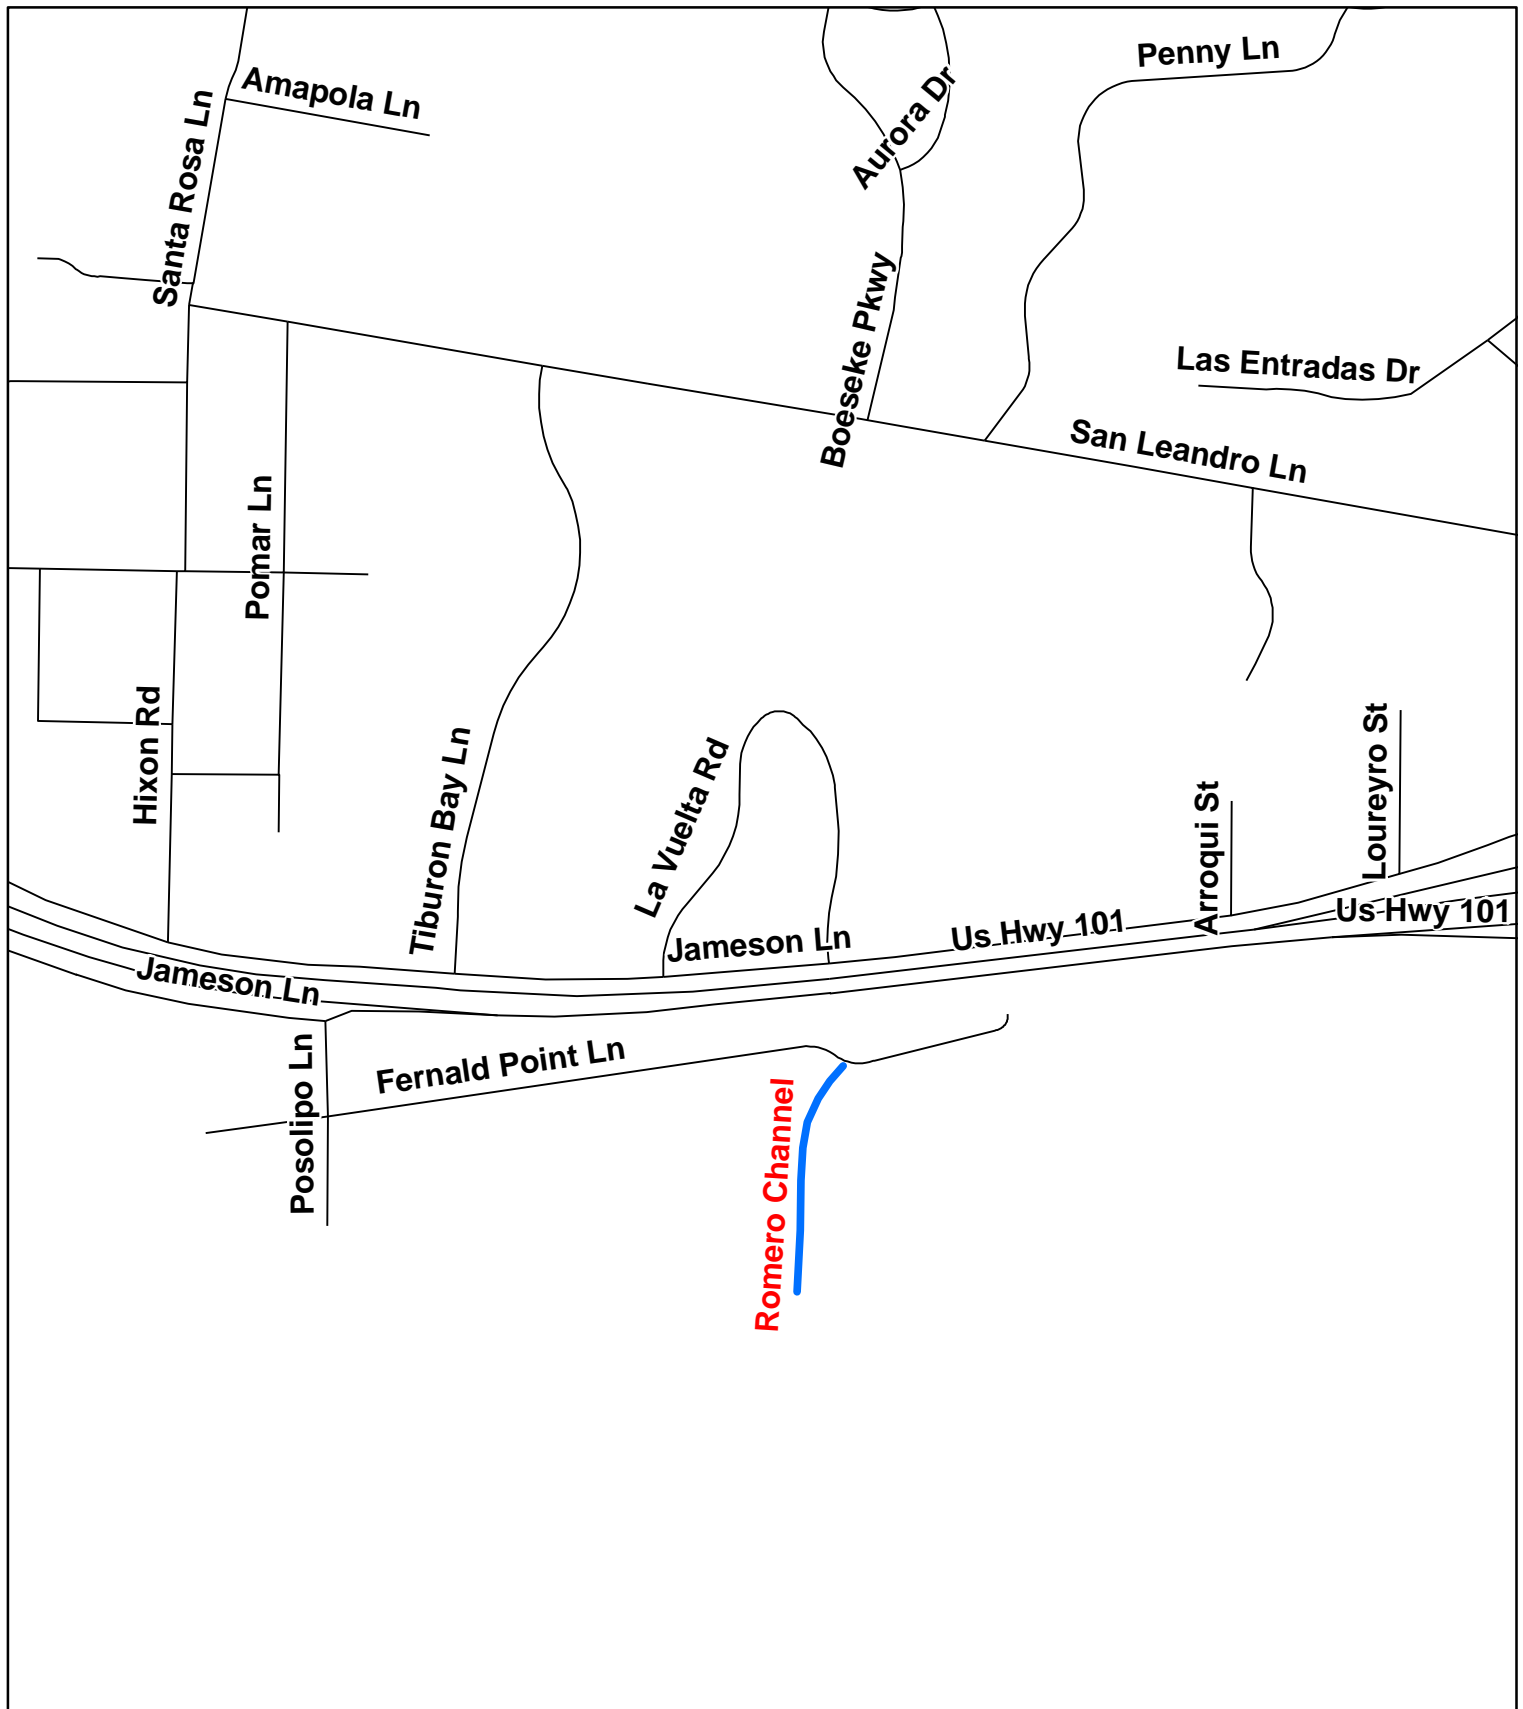 Penny Ln
Amapola Ln
Aurora Dr
Santa Rosa Ln
Boeseke Pkwy
Las Entradas Dr
San Leandro Ln
Pomar Ln
Hixon Rd
Tiburon Bay Ln
La Vuelta Rd
Loureyro St
Arroqui St
Us Hwy 101
Us Hwy 101
Jameson Ln
Jameson Ln
Fernald Point Ln
Posolipo Ln
Romero Channel